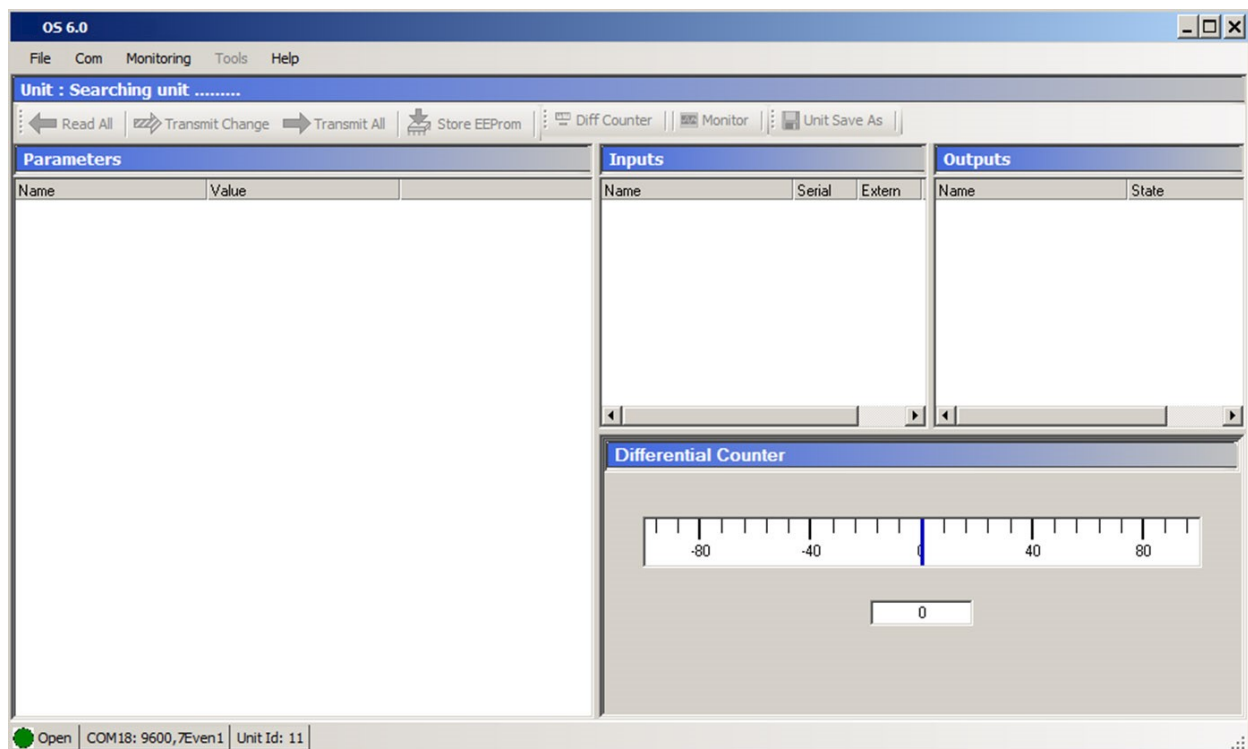 OS 6.0
File Com Monitoring Tools Help
Unit : Searching unit .........
Read All Transmit Change Transmit All Store EEProm Diff Counter Monitor Unit Save As
Parameters
Name Value
Inputs
Name Serial Extern
Outputs
Name State
Differential Counter
-80 -40 0 40 80
0
Open COM18: 9600,7Even1 Unit Id: 11